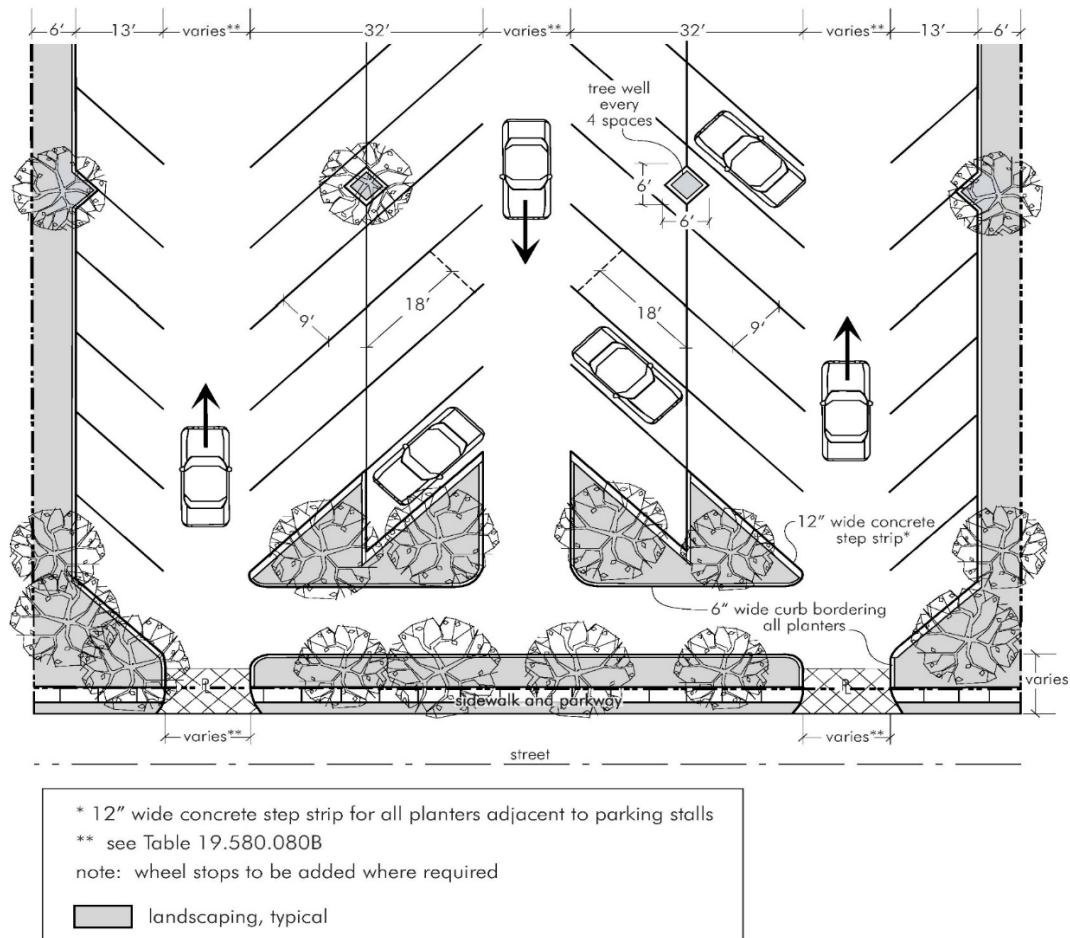 6' 13' varies** 32' varies** 32' varies** 13' 6'
tree well
every
4 spaces
6'
6'
18'
9'
18'
9'
12" wide concrete
step strip*
6" wide curb bordering
all planters
varies
PL
PL
sidewalk and parkway
varies** varies**
street
* 12" wide concrete step strip for all planters adjacent to parking stalls
** see Table 19.580.080B
note: wheel stops to be added where required
landscaping, typical